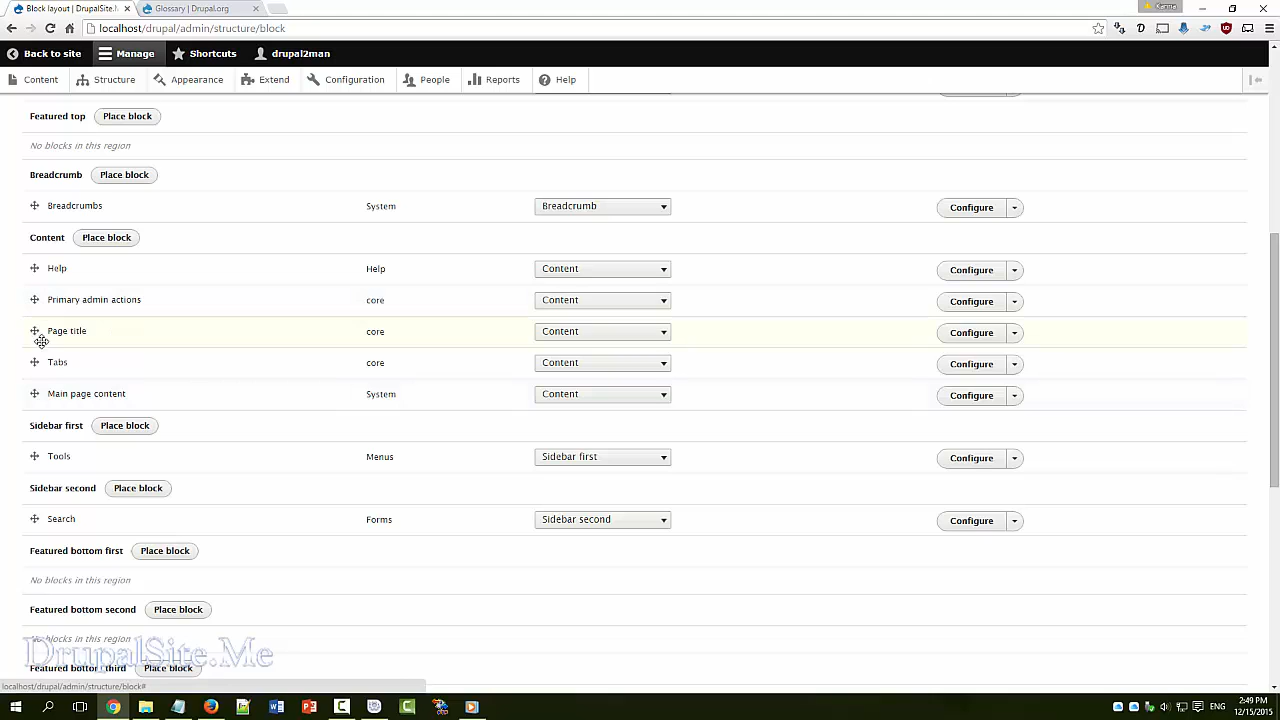 Block layout | DrupalSite.M
Glossary | Drupal.org
Karma
localhost/drupal/admin/structure/block
Back to site
Manage
Shortcuts
drupal2man
Content
Structure
Appearance
Extend
Configuration
People
Reports
Help
Featured top Place block
No blocks in this region
Breadcrumb Place block
Breadcrumbs System Breadcrumb Configure
Content Place block
Help Help Content Configure
Primary admin actions core Content Configure
Page title core Content Configure
Tabs core Content Configure
Main page content System Content Configure
Sidebar first Place block
Tools Menus Sidebar first Configure
Sidebar second Place block
Search Forms Sidebar second Configure
Featured bottom first Place block
No blocks in this region
Featured bottom second Place block
No blocks in this region
DrupalSite.Me
Featured bottom third Place block
localhost/drupal/admin/structure/block#
2:49 PM
ENG
12/15/2015